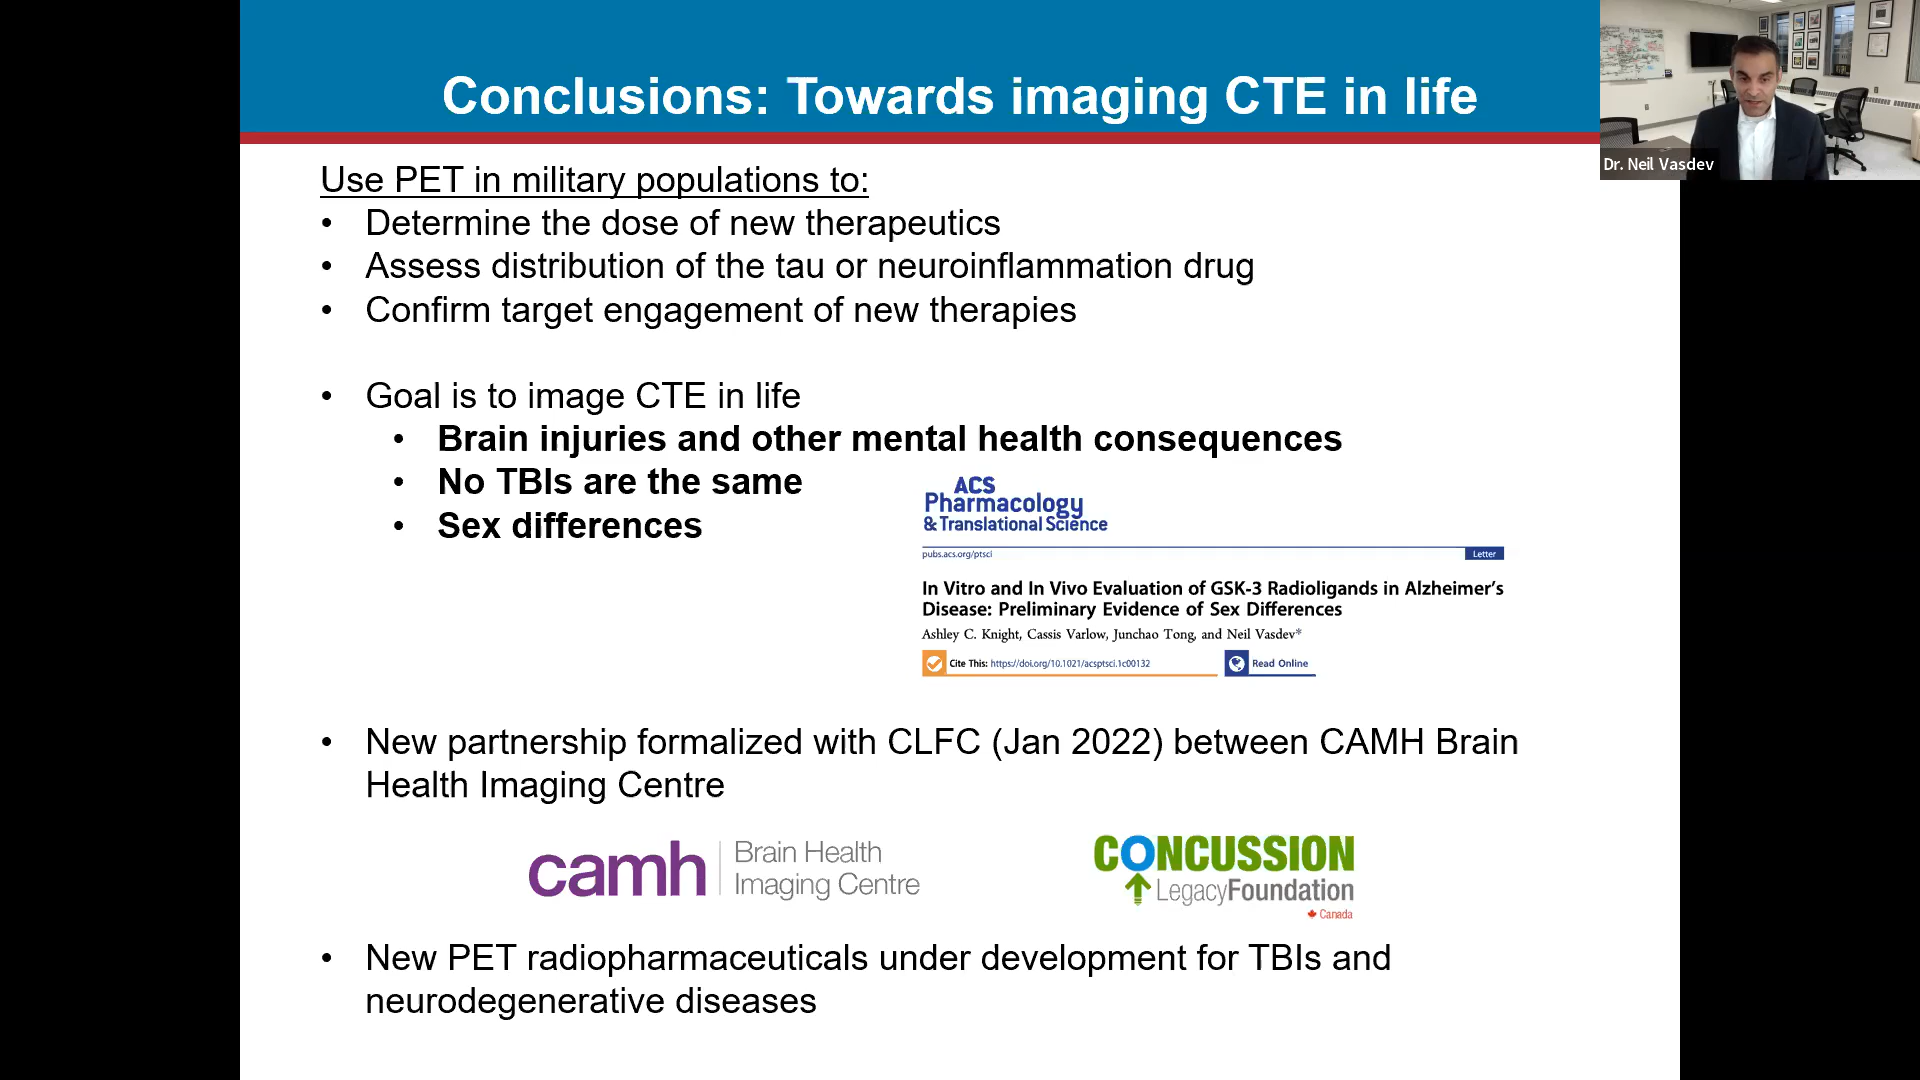 Conclusions: Towards imaging CTE in life
Dr. Neil Vasdev
Use PET in military populations to:
• Determine the dose of new therapeutics
• Assess distribution of the tau or neuroinflammation drug
• Confirm target engagement of new therapies
• Goal is to image CTE in life
• Brain injuries and other mental health consequences
• No TBIs are the same
• Sex differences
ACS
Pharmacology
& Translational Science
pubs.acs.org/ptsci
Letter
In Vitro and In Vivo Evaluation of GSK-3 Radioligands in Alzheimer's
Disease: Preliminary Evidence of Sex Differences
Ashley C. Knight, Cassis Varlow, Junchao Tong, and Neil Vasdev*
Cite This: https://doi.org/10.1021/acsptsci.1c00132
Read Online
• New partnership formalized with CLFC (Jan 2022) between CAMH Brain
Health Imaging Centre
camh
Brain Health
Imaging Centre
CONCUSSION
LegacyFoundation
Canada
• New PET radiopharmaceuticals under development for TBIs and
neurodegenerative diseases